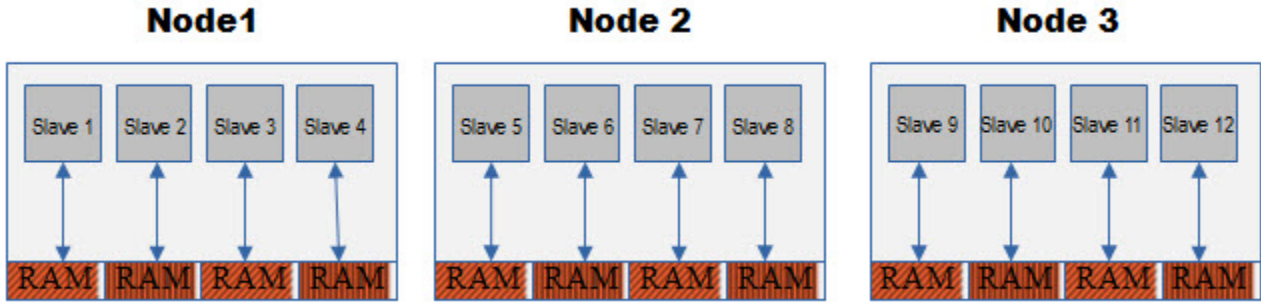 Node1 Node 2 Node 3
Slave 1 Slave 2 Slave 3 Slave 4 Slave 5 Slave 6 Slave 7 Slave 8 Slave 9 Slave 10 Slave 11 Slave 12
RAM RAM RAM RAM RAM RAM RAM RAM RAM RAM RAM RAM